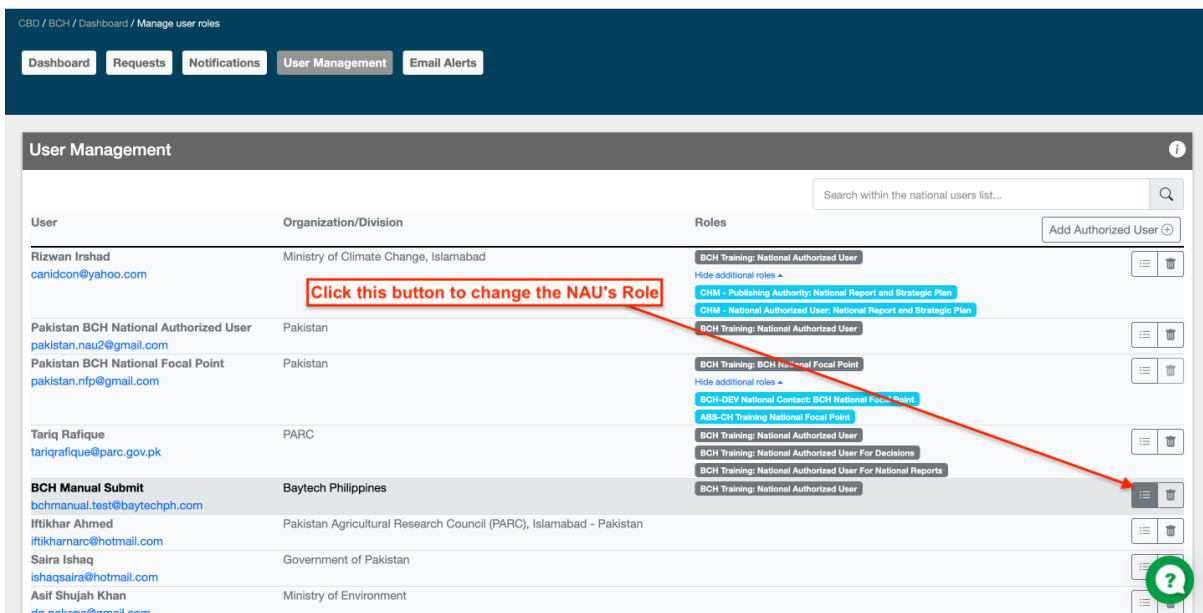 CBD / BCH / Dashboard / Manage user roles
Dashboard Requests Notifications User Management Email Alerts
User Management
Search within the national users list...
User Organization/Division Roles Add Authorized User
Rizwan Irshad Ministry of Climate Change, Islamabad BCH Training: National Authorized User
canidcon@yahoo.com Hide additional roles
Click this button to change the NAU's Role
CHM - Publishing Authority: National Report and Strategic Plan
CHM - National Authorized User: National Report and Strategic Plan
Pakistan BCH National Authorized User Pakistan BCH Training: National Authorized User
pakistan.nau2@gmail.com
Pakistan BCH National Focal Point Pakistan BCH Training: BCH National Focal Point
pakistan.nfp@gmail.com Hide additional roles
BCH-DEV National Contact: BCH National Focal Point
ABS-CH Training National Focal Point
Tariq Rafique PARC BCH Training: National Authorized User
tariqrafique@parc.gov.pk BCH Training: National Authorized User For Decisions
BCH Training: National Authorized User For National Reports
BCH Manual Submit Baytech Philippines BCH Training: National Authorized User
bchmanual.test@baytechph.com
Iftikhar Ahmed Pakistan Agricultural Research Council (PARC), Islamabad - Pakistan
iftikharnarc@hotmail.com
Saira Ishaq Government of Pakistan
ishaqsaira@hotmail.com
Asif Shujah Khan Ministry of Environment